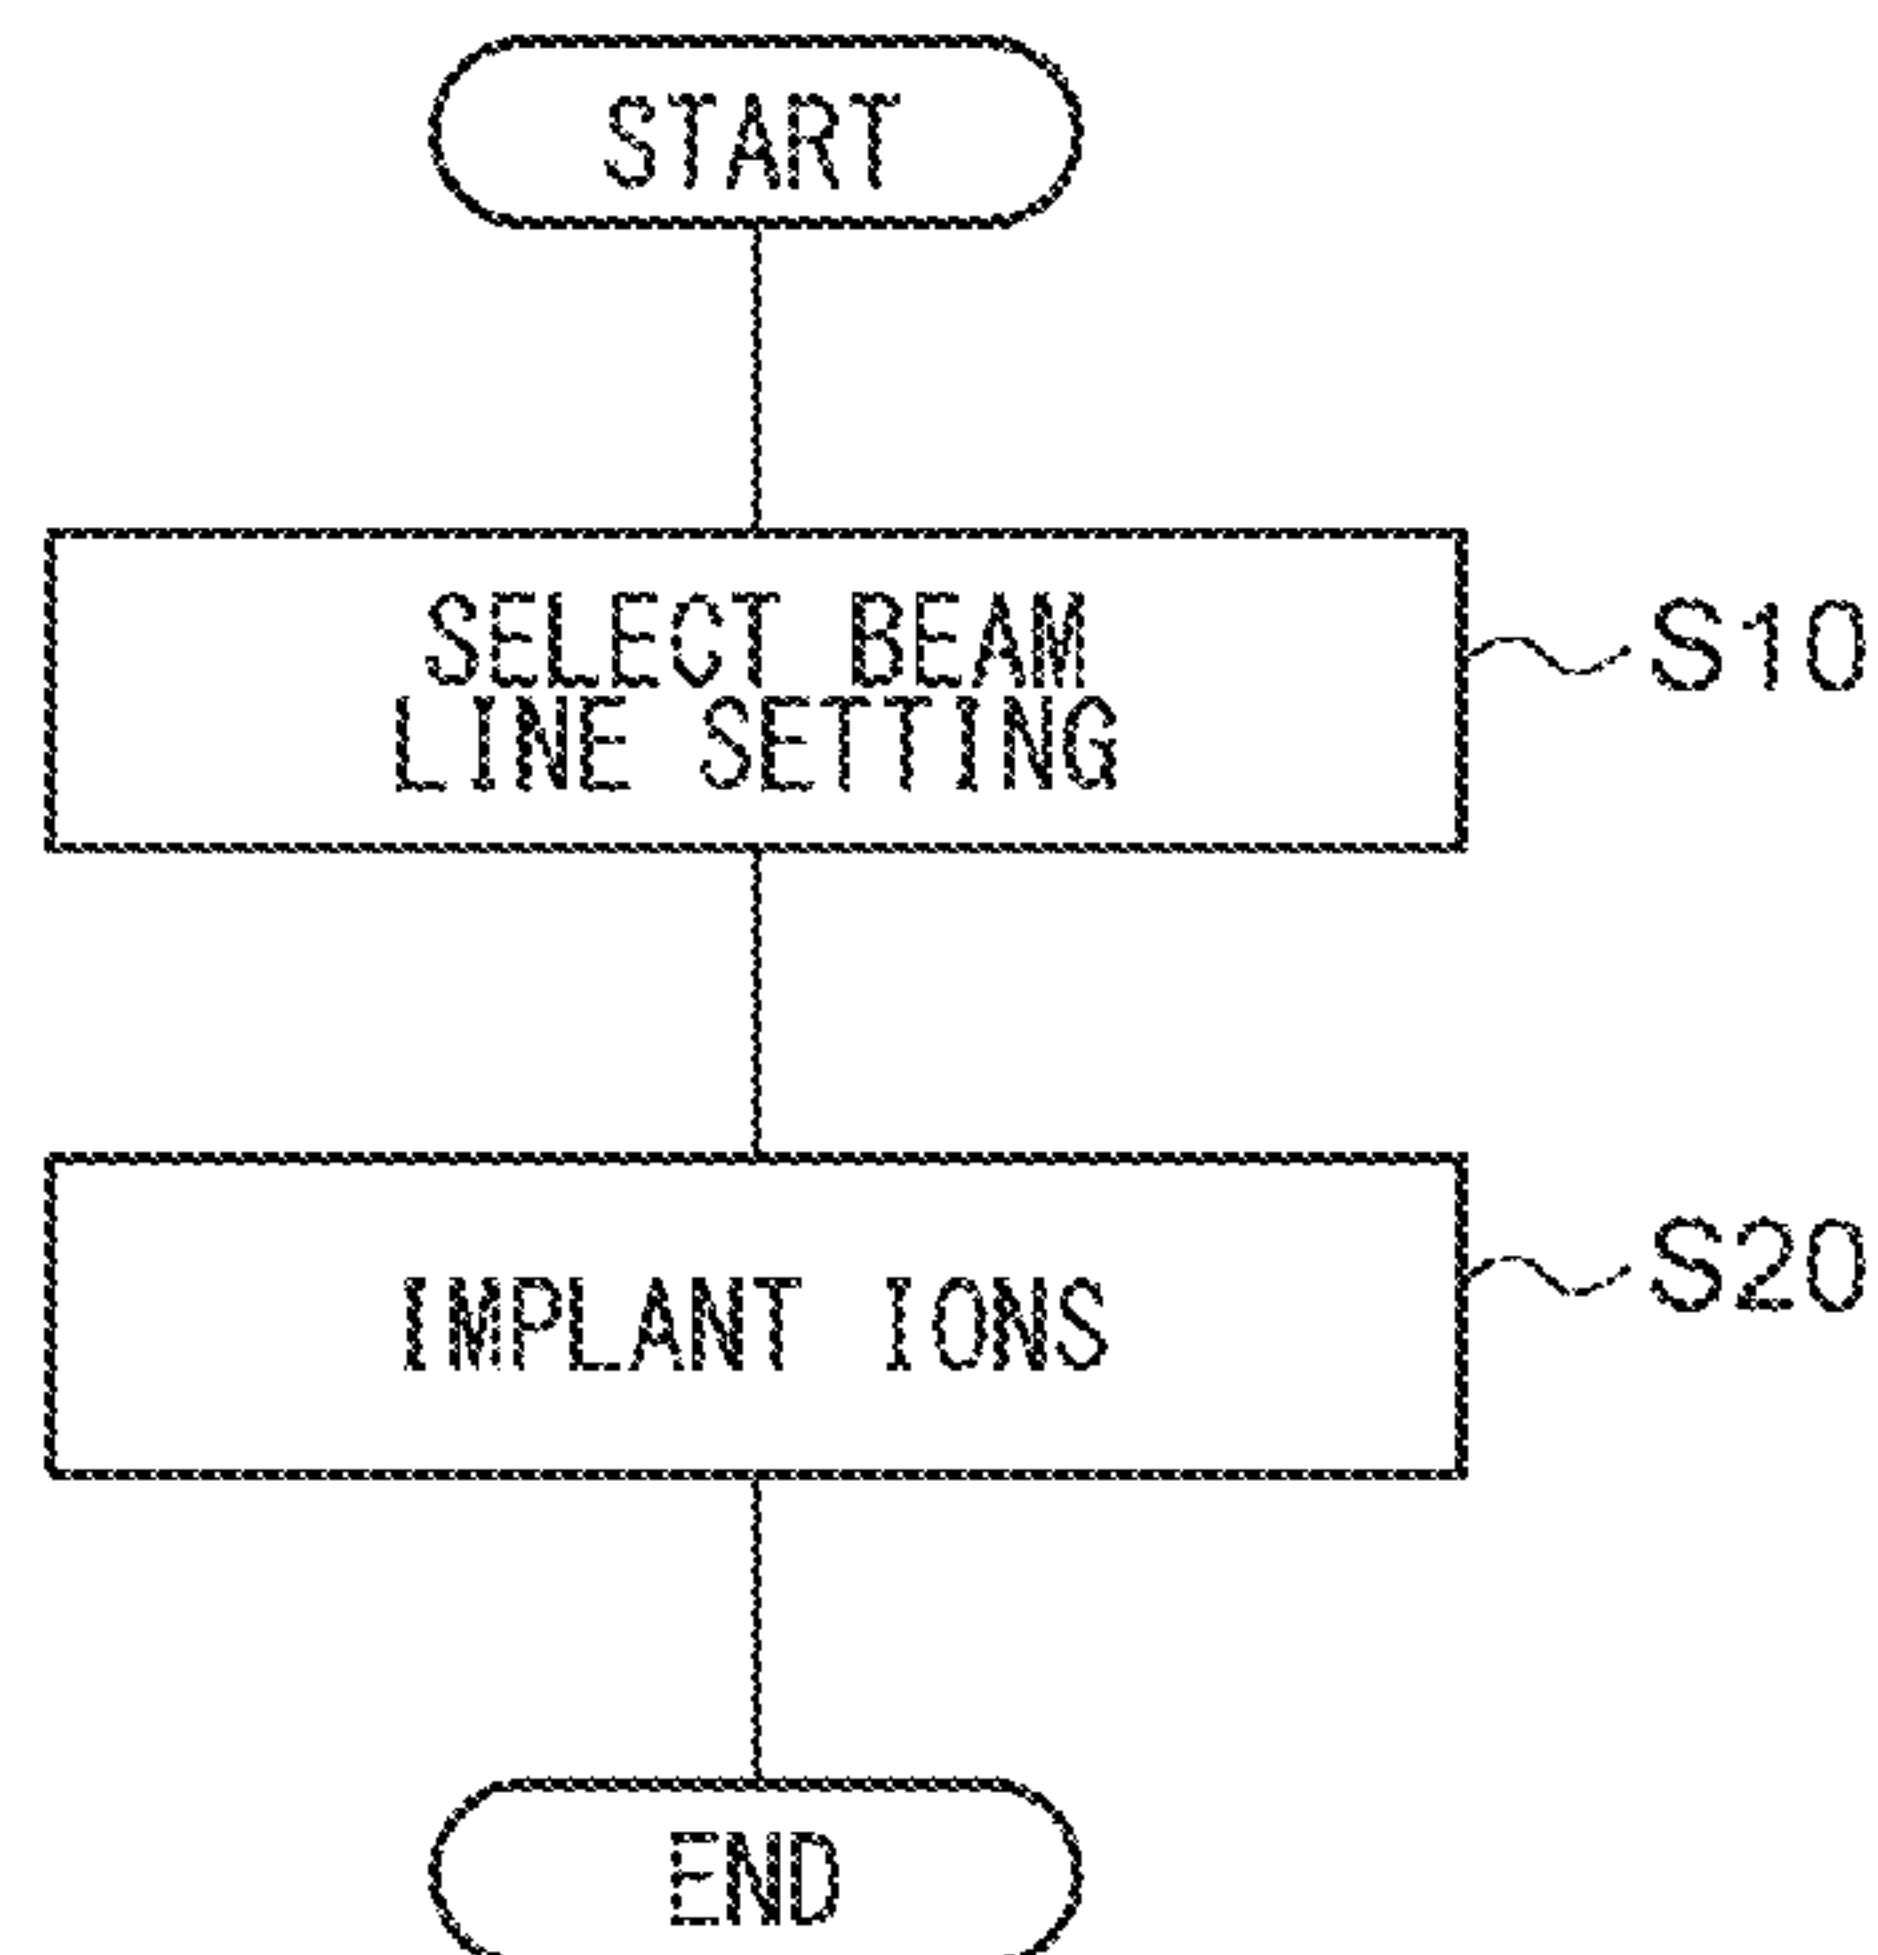 START
SELECT BEAM
LINE SETTING
S10
IMPLANT IONS
S20
END